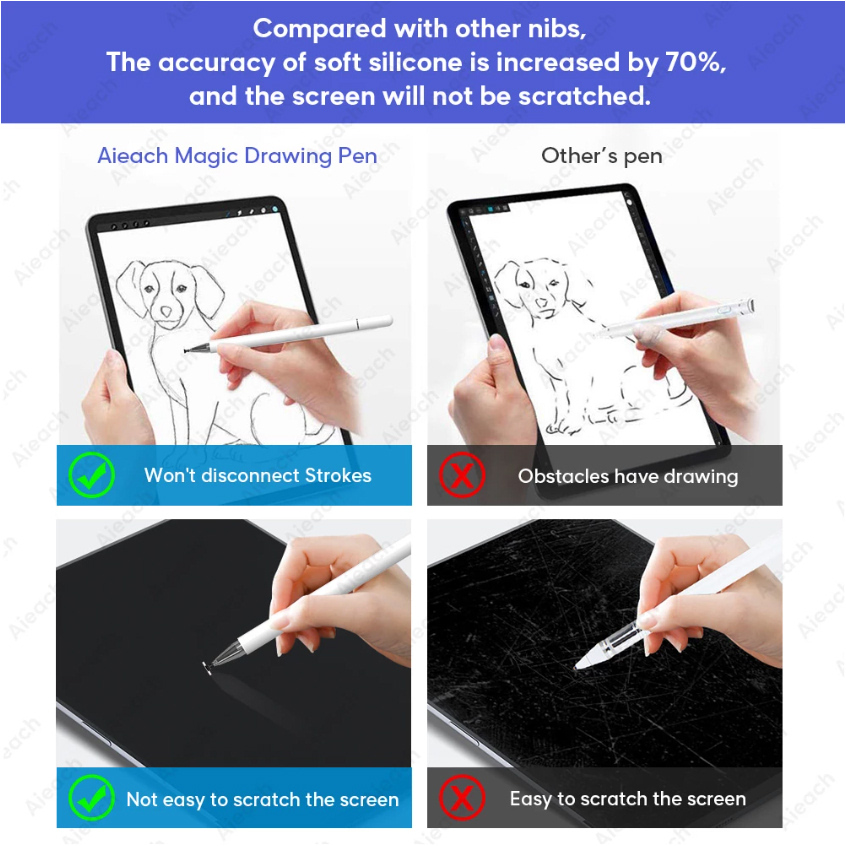 Compared with other nibs,
The accuracy of soft silicone is increased by 70%,
and the screen will not be scratched.
Aieach Magic Drawing Pen
Other's pen
Won't disconnect Strokes
Obstacles have drawing
Not easy to scratch the screen
Easy to scratch the screen
Aieach